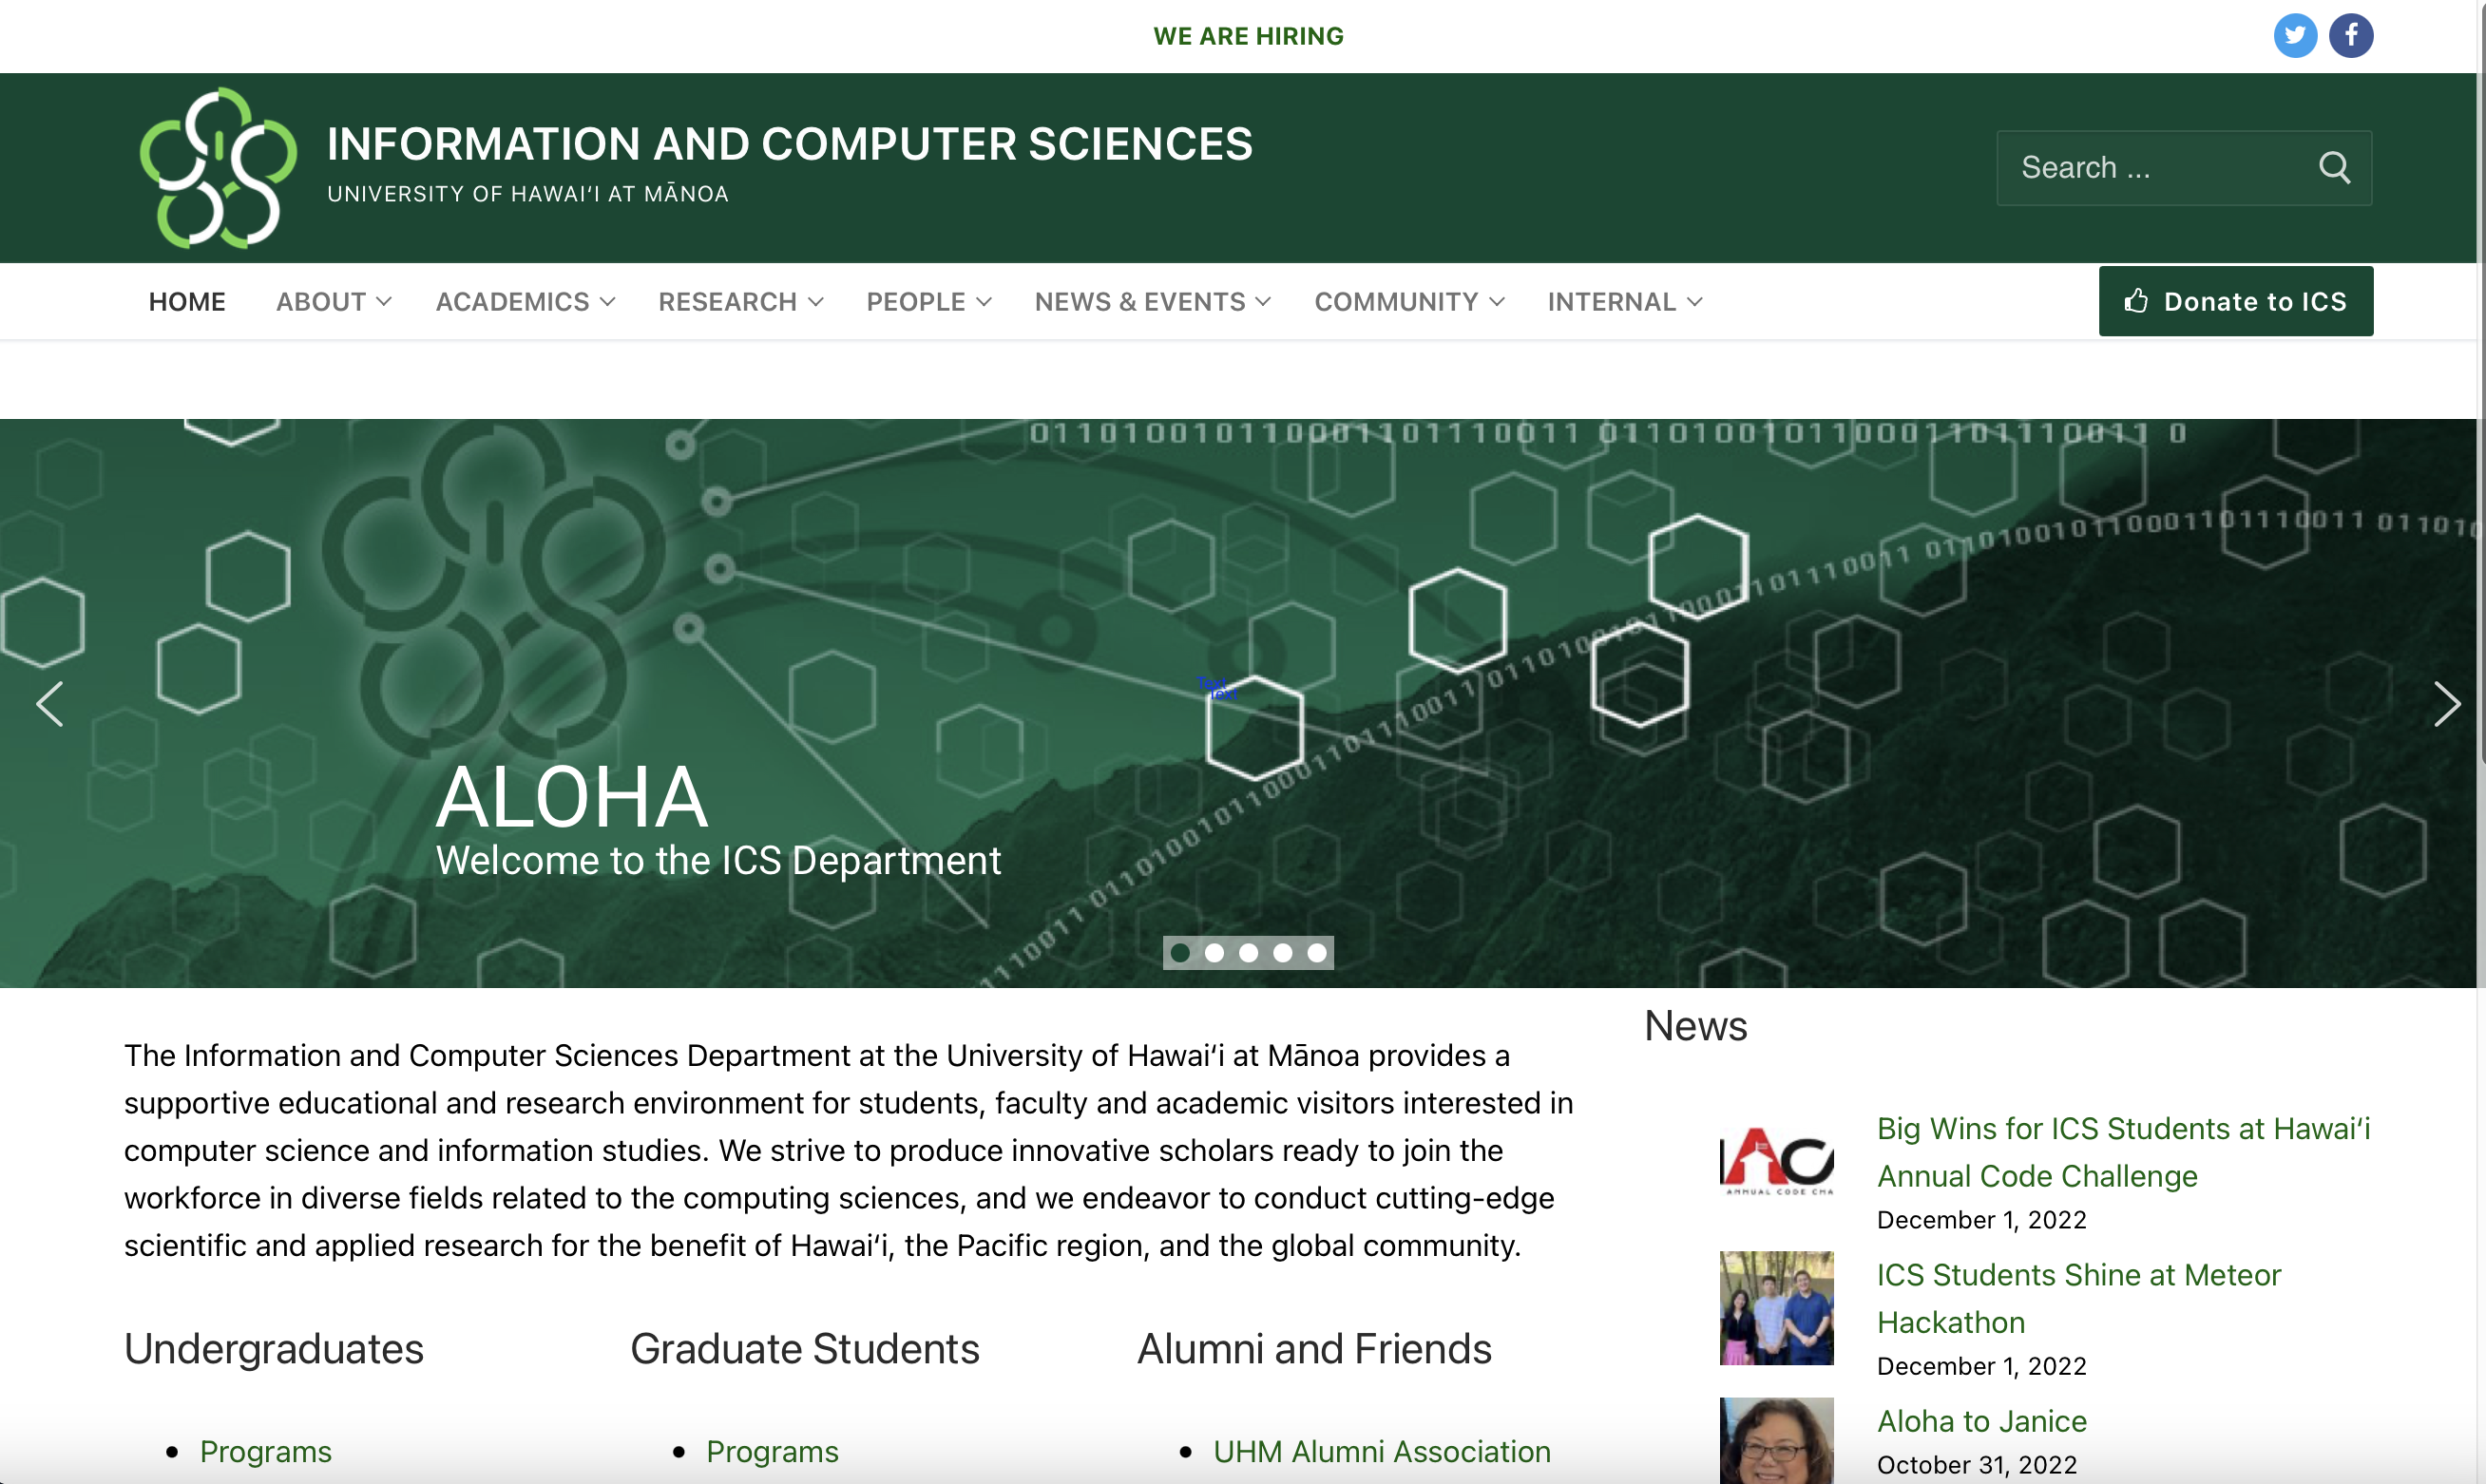 WE ARE HIRING
INFORMATION AND COMPUTER SCIENCES
UNIVERSITY OF HAWAIʻI AT MĀNOA
Search ...
HOME ABOUT ACADEMICS RESEARCH PEOPLE NEWS & EVENTS COMMUNITY INTERNAL Donate to ICS
011010010110001101110011 011010010110001101110011 0
Text
Text
ALOHA
Welcome to the ICS Department
The Information and Computer Sciences Department at the University of Hawaiʻi at Mānoa provides a
supportive educational and research environment for students, faculty and academic visitors interested in
computer science and information studies. We strive to produce innovative scholars ready to join the
workforce in diverse fields related to the computing sciences, and we endeavor to conduct cutting-edge
scientific and applied research for the benefit of Hawaiʻi, the Pacific region, and the global community.
Undergraduates
Programs
Graduate Students
Programs
Alumni and Friends
UHM Alumni Association
News
Big Wins for ICS Students at Hawaiʻi
Annual Code Challenge
December 1, 2022
ICS Students Shine at Meteor
Hackathon
December 1, 2022
Aloha to Janice
October 31, 2022